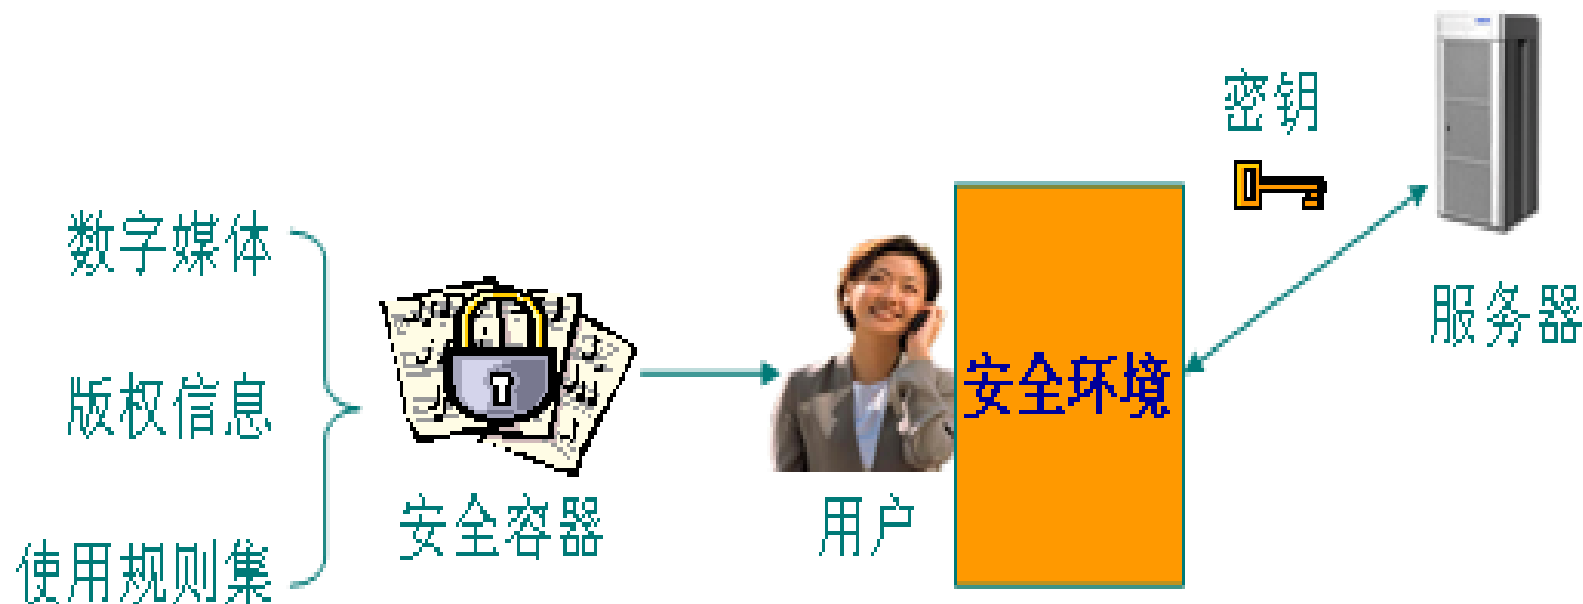 数字媒体
版权信息
使用规则集
安全容器
用户
安全环境
密钥
服务器